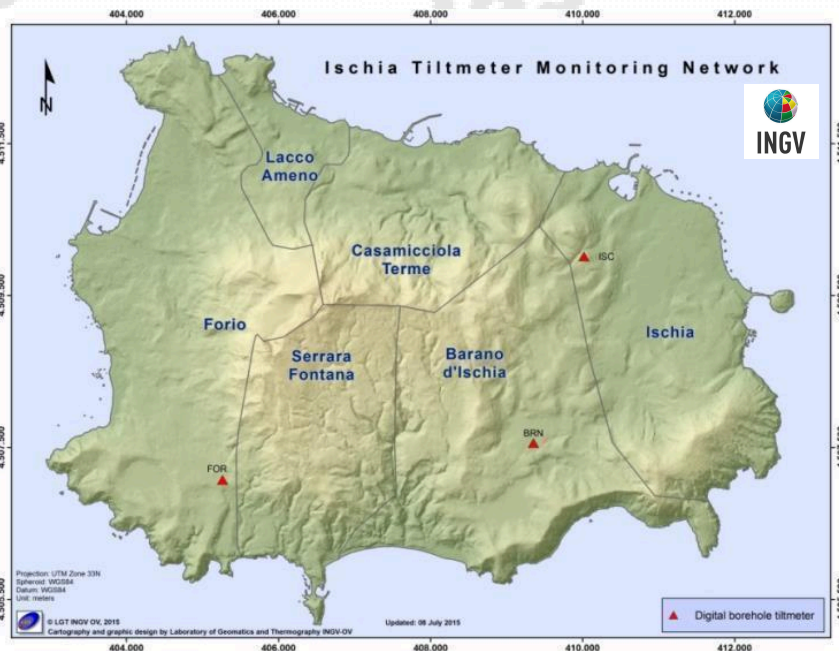 404.000 406.000 408.000 410.000 412.000
Ischia Tiltmeter Monitoring Network
N
INGV
Lacco
Ameno
Casamicciola
Terme
ISC
Forio
Ischia
Serrara
Fontana
Barano
d'Ischia
BRN
FOR
Projection: UTM Zone 33N
Spheroid: WGS84
Datum: WGS84
Unit: meters
© LGT INGV OV, 2015
Cartography and graphic design by Laboratory of Geomatics and Thermography INGV-OV
Updated: 08 July 2015
Digital borehole tiltmeter
404.000 406.000 408.000 410.000 412.000